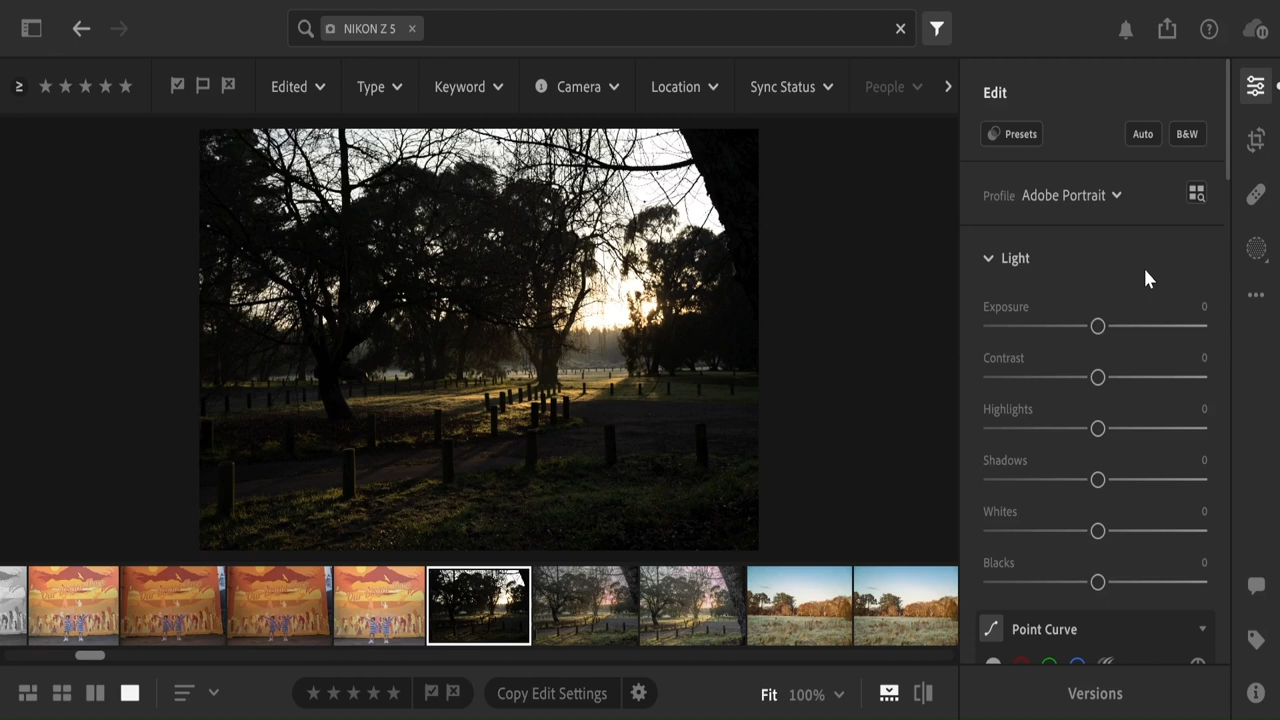 NIKON Z 5
≥
Edited
Type
Keyword
Camera
Location
Sync Status
People
Edit
Presets
Auto
B&W
Profile Adobe Portrait
Light
Exposure 0
Contrast 0
Highlights 0
Shadows 0
Whites 0
Blacks 0
Point Curve
Copy Edit Settings
Fit 100%
Versions